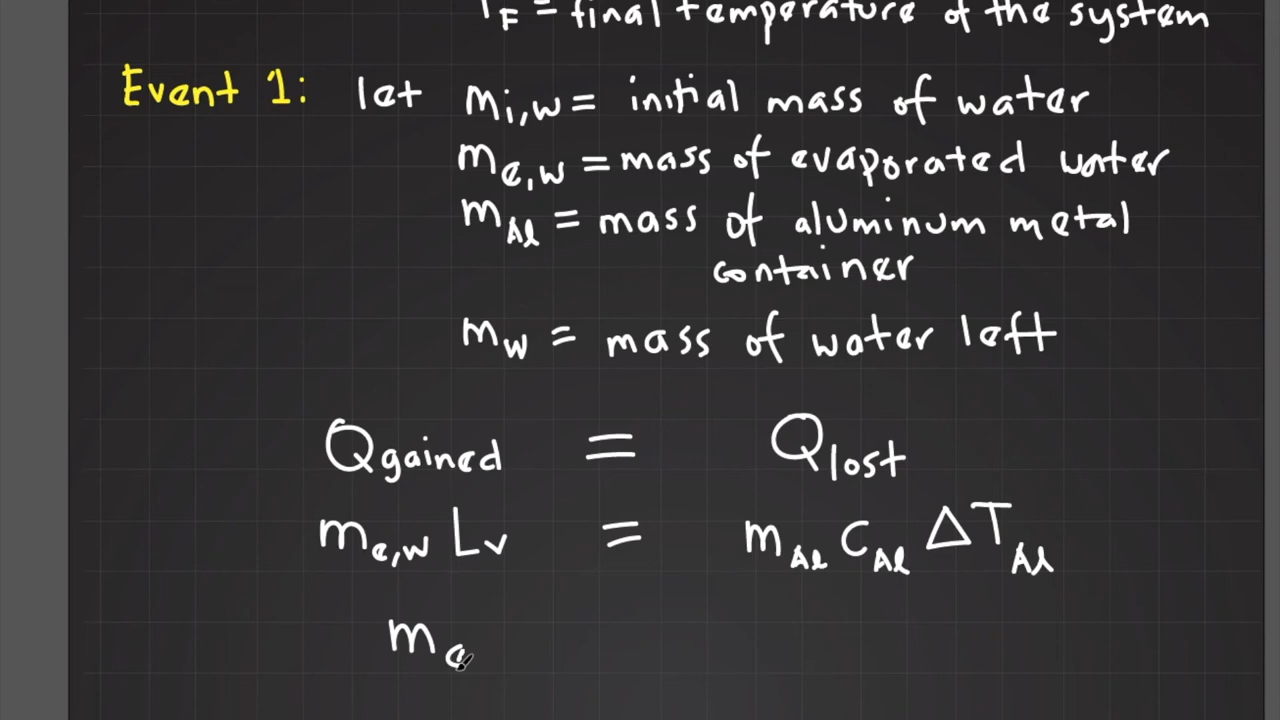 T_F = final temperature of the system
Event 1: let m_i,w = initial mass of water
m_e,w = mass of evaporated water
m_Al = mass of aluminum metal
container
m_w = mass of water left
Q_gained = Q_lost
m_e,w L_v = m_Al c_Al ΔT_Al
m_e